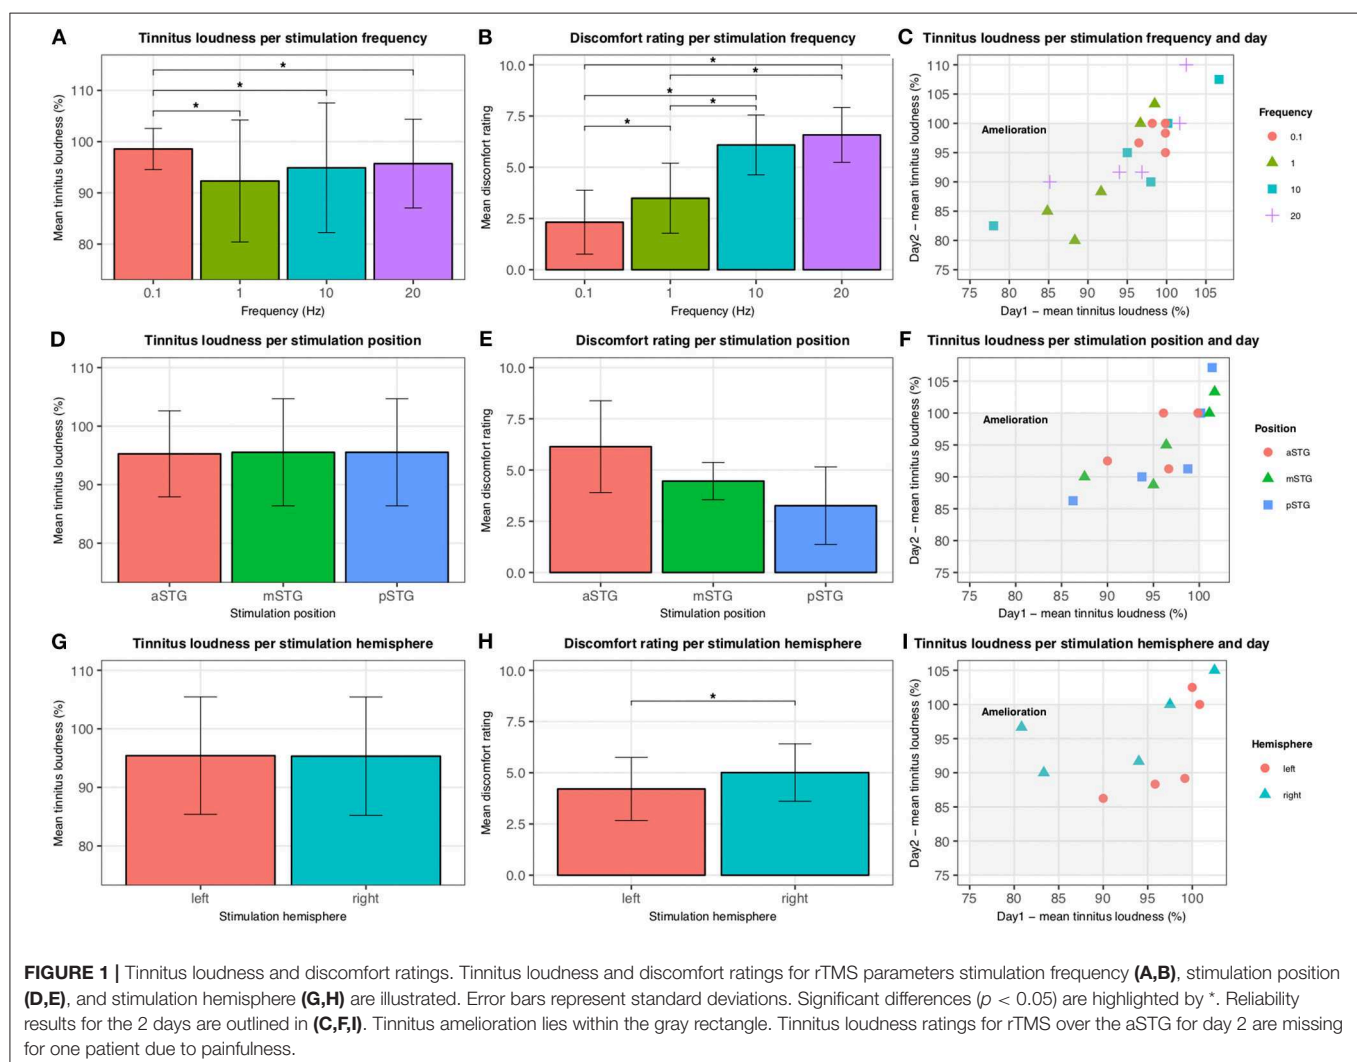 A Tinnitus loudness per stimulation frequency
Mean tinnitus loudness (%)
110
100
90
80
* * *
0.1 1 10 20
Frequency (Hz)
B Discomfort rating per stimulation frequency
Mean discomfort rating
10.0
7.5
5.0
2.5
0.0
* * * * *
0.1 1 10 20
Frequency (Hz)
C Tinnitus loudness per stimulation frequency and day
Day2 – mean tinnitus loudness (%)
110
105
100
95
90
85
80
75
Amelioration
75 80 85 90 95 100 105
Day1 – mean tinnitus loudness (%)
Frequency
0.1
1
10
20
D Tinnitus loudness per stimulation position
Mean tinnitus loudness (%)
110
100
90
80
aSTG mSTG pSTG
Stimulation position
E Discomfort rating per stimulation position
Mean discomfort rating
10.0
7.5
5.0
2.5
0.0
aSTG mSTG pSTG
Stimulation position
F Tinnitus loudness per stimulation position and day
Day2 – mean tinnitus loudness (%)
105
100
95
90
85
80
75
Amelioration
75 80 85 90 95 100 105
Day1 – mean tinnitus loudness (%)
Position
aSTG
mSTG
pSTG
G Tinnitus loudness per stimulation hemisphere
Mean tinnitus loudness (%)
110
100
90
80
left right
Stimulation hemisphere
H Discomfort rating per stimulation hemisphere
Mean discomfort rating
10.0
7.5
5.0
2.5
0.0
*
left right
Stimulation hemisphere
I Tinnitus loudness per stimulation hemisphere and day
Day2 – mean tinnitus loudness (%)
105
100
95
90
85
80
75
Amelioration
75 80 85 90 95 100
Day1 – mean tinnitus loudness (%)
Hemisphere
left
right
FIGURE 1 | Tinnitus loudness and discomfort ratings. Tinnitus loudness and discomfort ratings for rTMS parameters stimulation frequency (A,B), stimulation position
(D,E), and stimulation hemisphere (G,H) are illustrated. Error bars represent standard deviations. Significant differences (p < 0.05) are highlighted by *. Reliability
results for the 2 days are outlined in (C,F,I). Tinnitus amelioration lies within the gray rectangle. Tinnitus loudness ratings for rTMS over the aSTG for day 2 are missing
for one patient due to painfulness.